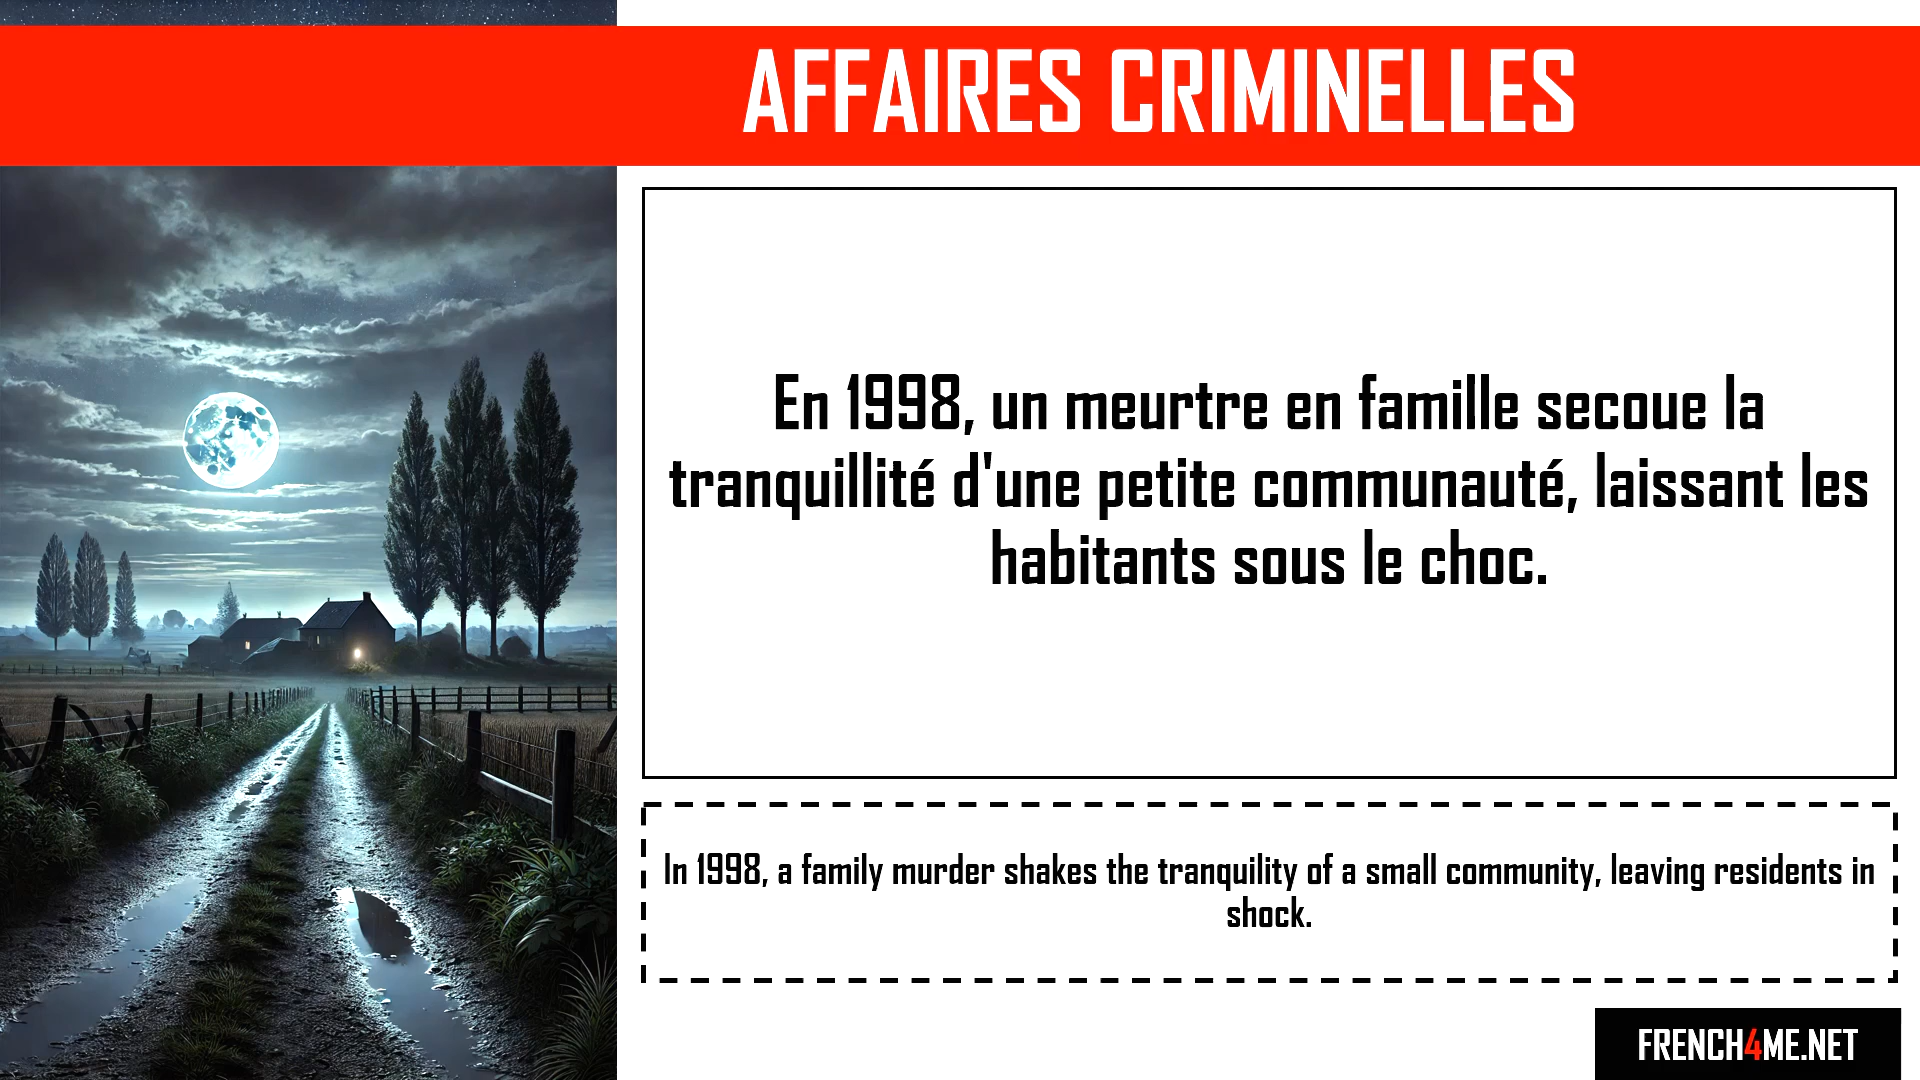 AFFAIRES CRIMINELLES
En 1998, un meurtre en famille secoue la
tranquillité d'une petite communauté, laissant les
habitants sous le choc.
In 1998, a family murder shakes the tranquility of a small community, leaving residents in
shock.
FRENCH4ME.NET